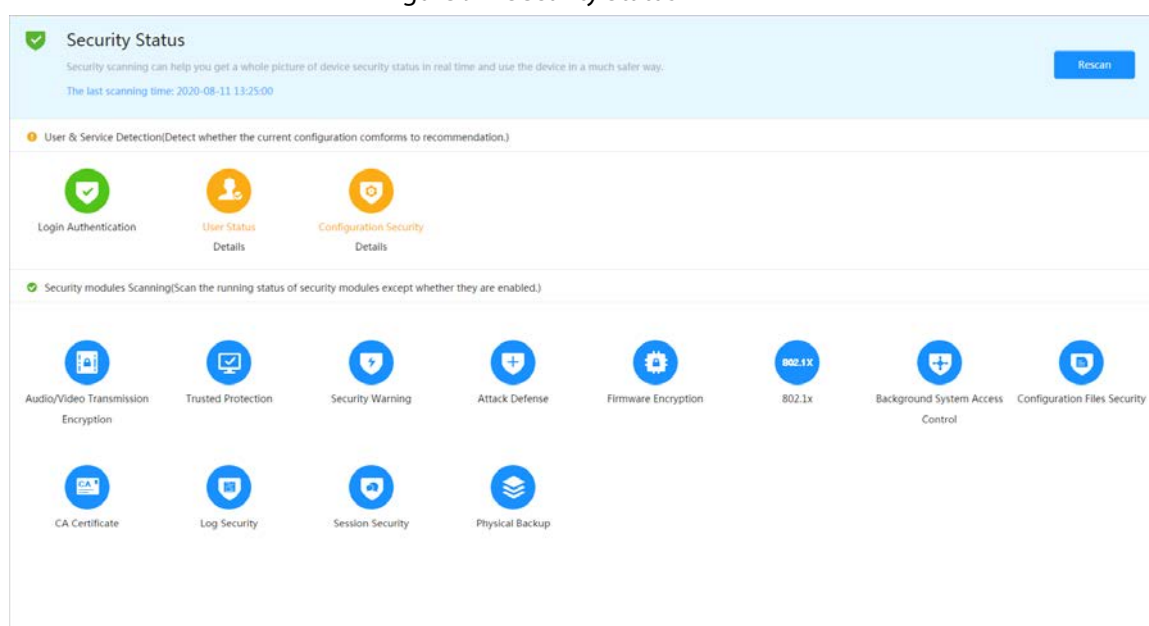 Security Status
Security scanning can help you get a whole picture of device security status in real time and use the device in a much safer way.
Rescan
The last scanning time: 2020-08-11 13:25:00
User & Service Detection(Detect whether the current configuration comforms to recommendation.)
Login Authentication
User Status
Configuration Security
Details
Details
Security modules Scanning(Scan the running status of security modules except whether they are enabled.)
802.1X
Audio/Video Transmission
Encryption
Trusted Protection
Security Warning
Attack Defense
Firmware Encryption
802.1x
Background System Access
Control
Configuration Files Security
CA
CA Certificate
Log Security
Session Security
Physical Backup